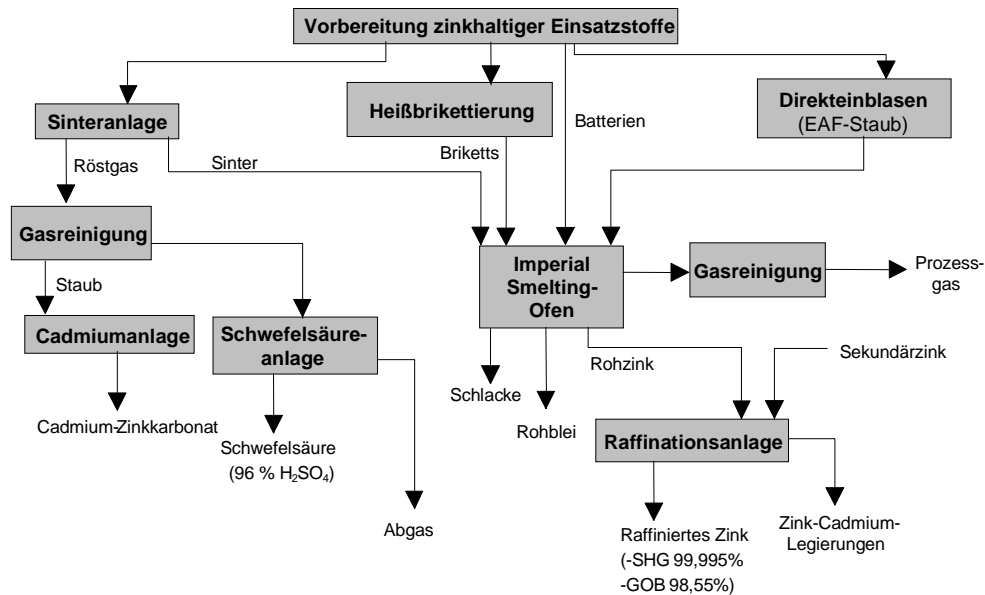 Vorbereitung zinkhaltiger Einsatzstoffe
Sinteranlage
Heißbrikettierung
Batterien
Direkteinblasen
(EAF-Staub)
Röstgas
Sinter
Briketts
Gasreinigung
Staub
Imperial
Smelting-
Ofen
Gasreinigung
Prozess-
gas
Cadmiumanlage
Schwefelsäure-
anlage
Schlacke
Rohblei
Rohzink
Sekundärzink
Cadmium-Zinkkarbonat
Schwefelsäure
(96 % H₂SO₄)
Abgas
Raffinationsanlage
Raffiniertes Zink
(-SHG 99,995%
-GOB 98,55%)
Zink-Cadmium-
Legierungen